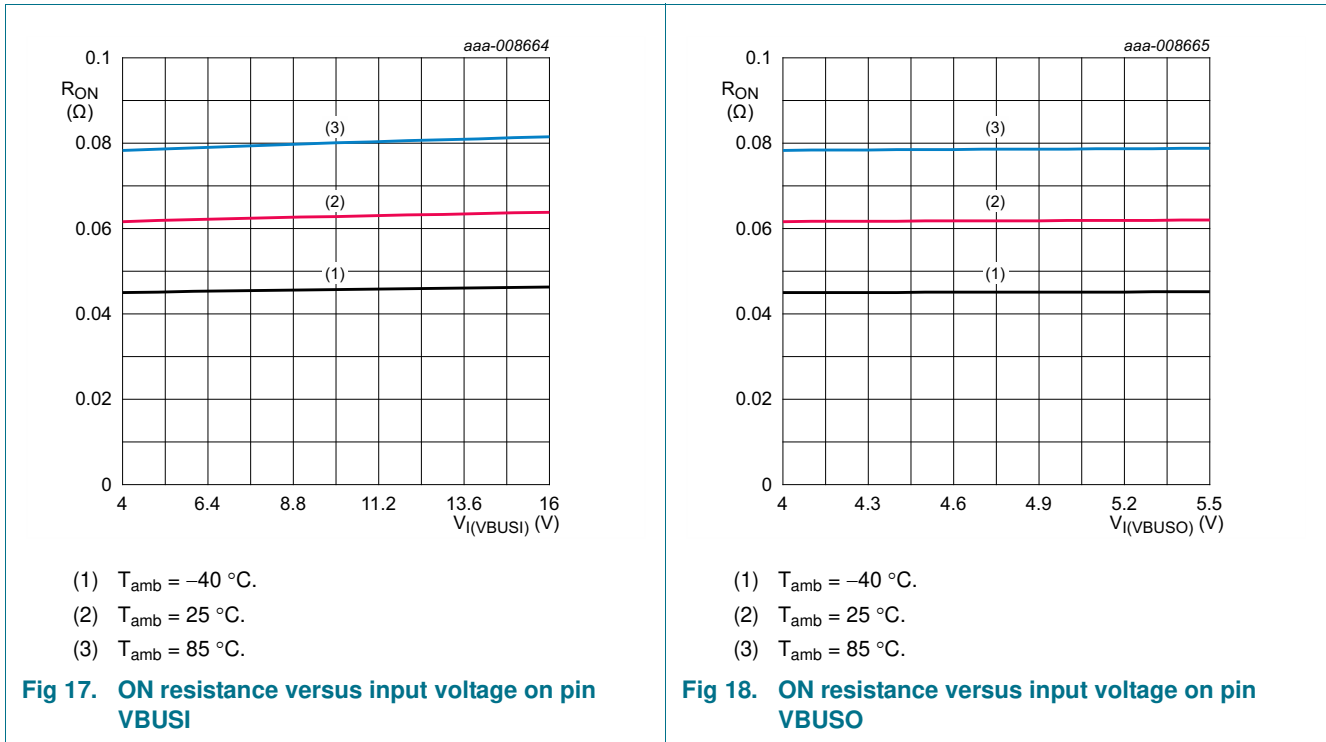 aaa-008664
0.1
RON
(Ω)
(3)
0.08
(2)
0.06
(1)
0.04
0.02
0
4 6.4 8.8 11.2 13.6 16
VI(VBUSI) (V)
(1) Tamb = −40 °C.
(2) Tamb = 25 °C.
(3) Tamb = 85 °C.
Fig 17. ON resistance versus input voltage on pin
VBUSI
aaa-008665
0.1
RON
(Ω)
(3)
0.08
(2)
0.06
(1)
0.04
0.02
0
4 4.3 4.6 4.9 5.2 5.5
VI(VBUSO) (V)
(1) Tamb = −40 °C.
(2) Tamb = 25 °C.
(3) Tamb = 85 °C.
Fig 18. ON resistance versus input voltage on pin
VBUSO